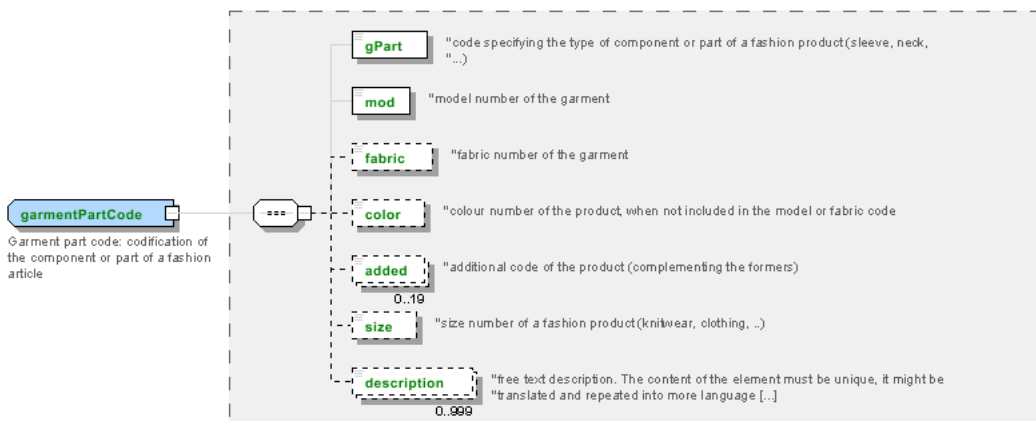 gPart
"code specifying the type of component or part of a fashion product (sleeve, neck,
"...)
mod
"model number of the garment
fabric
"fabric number of the garment
garmentPartCode
Garment part code: codification of
the component or part of a fashion
article
color
"colour number of the product, when not included in the model or fabric code
added
"additional code of the product (complementing the formers)
0..19
size
"size number of a fashion product (knitwear, clothing, ..)
description
"free text description. The content of the element must be unique, it might be
"translated and repeated into more language [...]
0..999